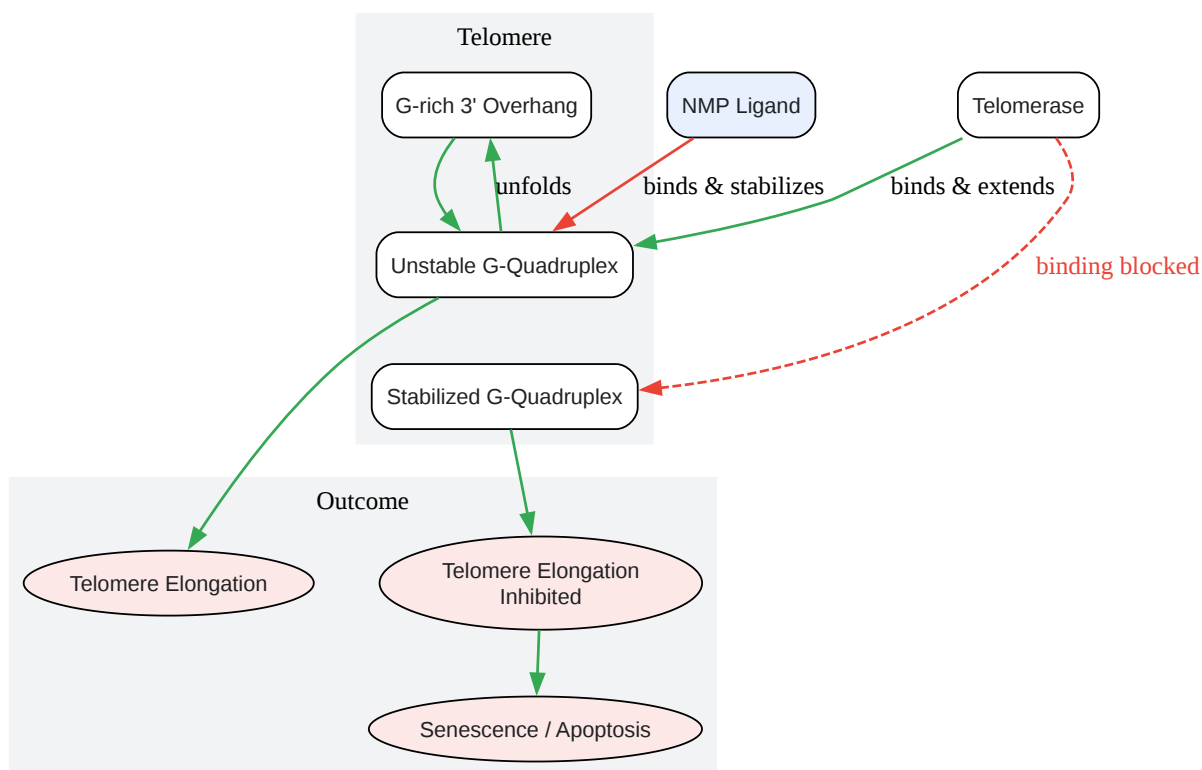 Telomere
G-rich 3' Overhang
NMP Ligand
Telomerase
unfolds
binds & stabilizes
binds & extends
Unstable G-Quadruplex
binding blocked
Stabilized G-Quadruplex
Outcome
Telomere Elongation
Telomere Elongation
Inhibited
Senescence / Apoptosis